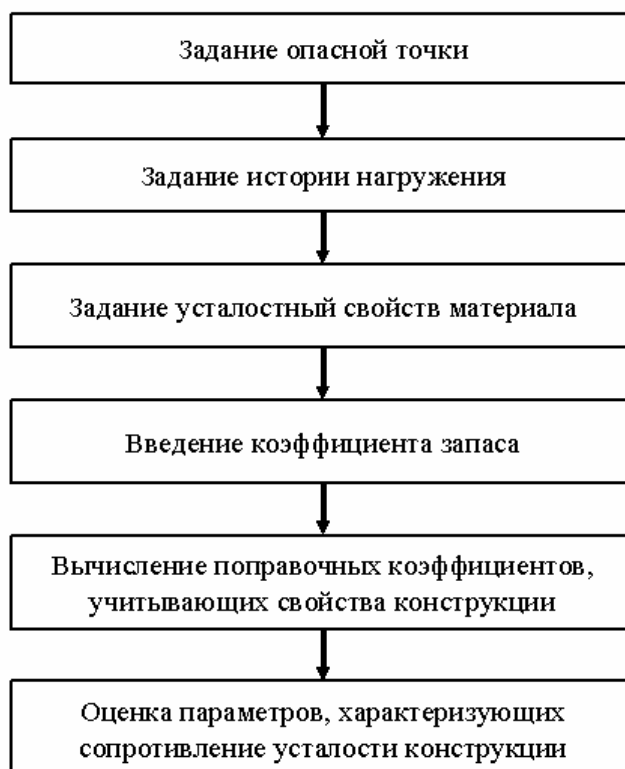 Задание опасной точки
Задание истории нагружения
Задание усталостный свойств материала
Введение коэффициента запаса
Вычисление поправочных коэффициентов,
учитывающих свойства конструкции
Оценка параметров, характеризующих
сопротивление усталости конструкции